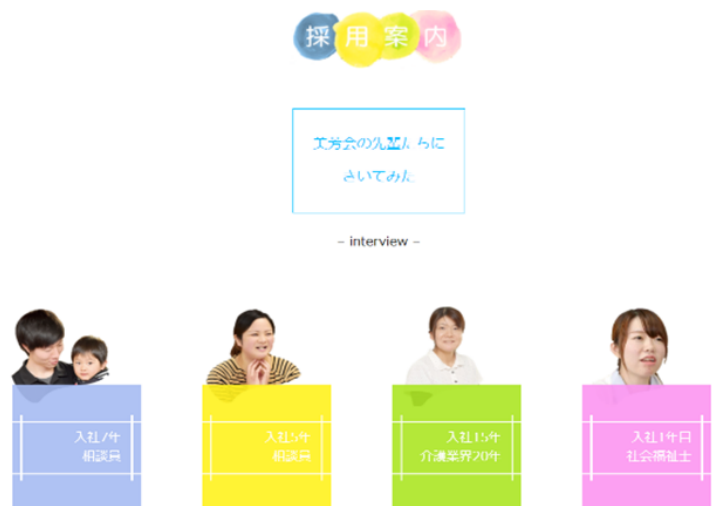 採用案内
美芳会の先輩たちに
きいてみた
– interview –
入社7年
相談員
入社5年
相談員
入社15年
介護業界20年
入社1年目
社会福祉士